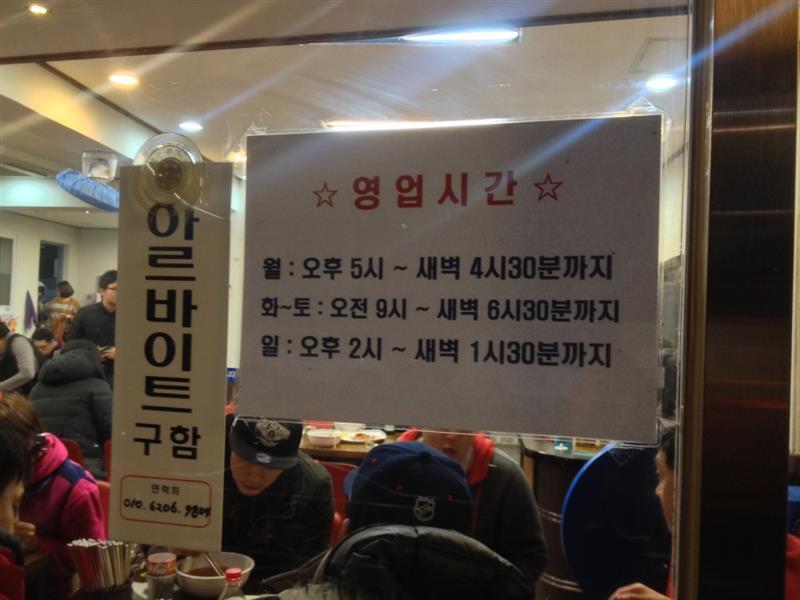 ☆ 영업시간 ☆
월 : 오후 5시 ~ 새벽 4시30분까지
화~토 : 오전 9시 ~ 새벽 6시30분까지
일 : 오후 2시 ~ 새벽 1시30분까지
아르바이트
구함
연락처
010. 6206. 9804